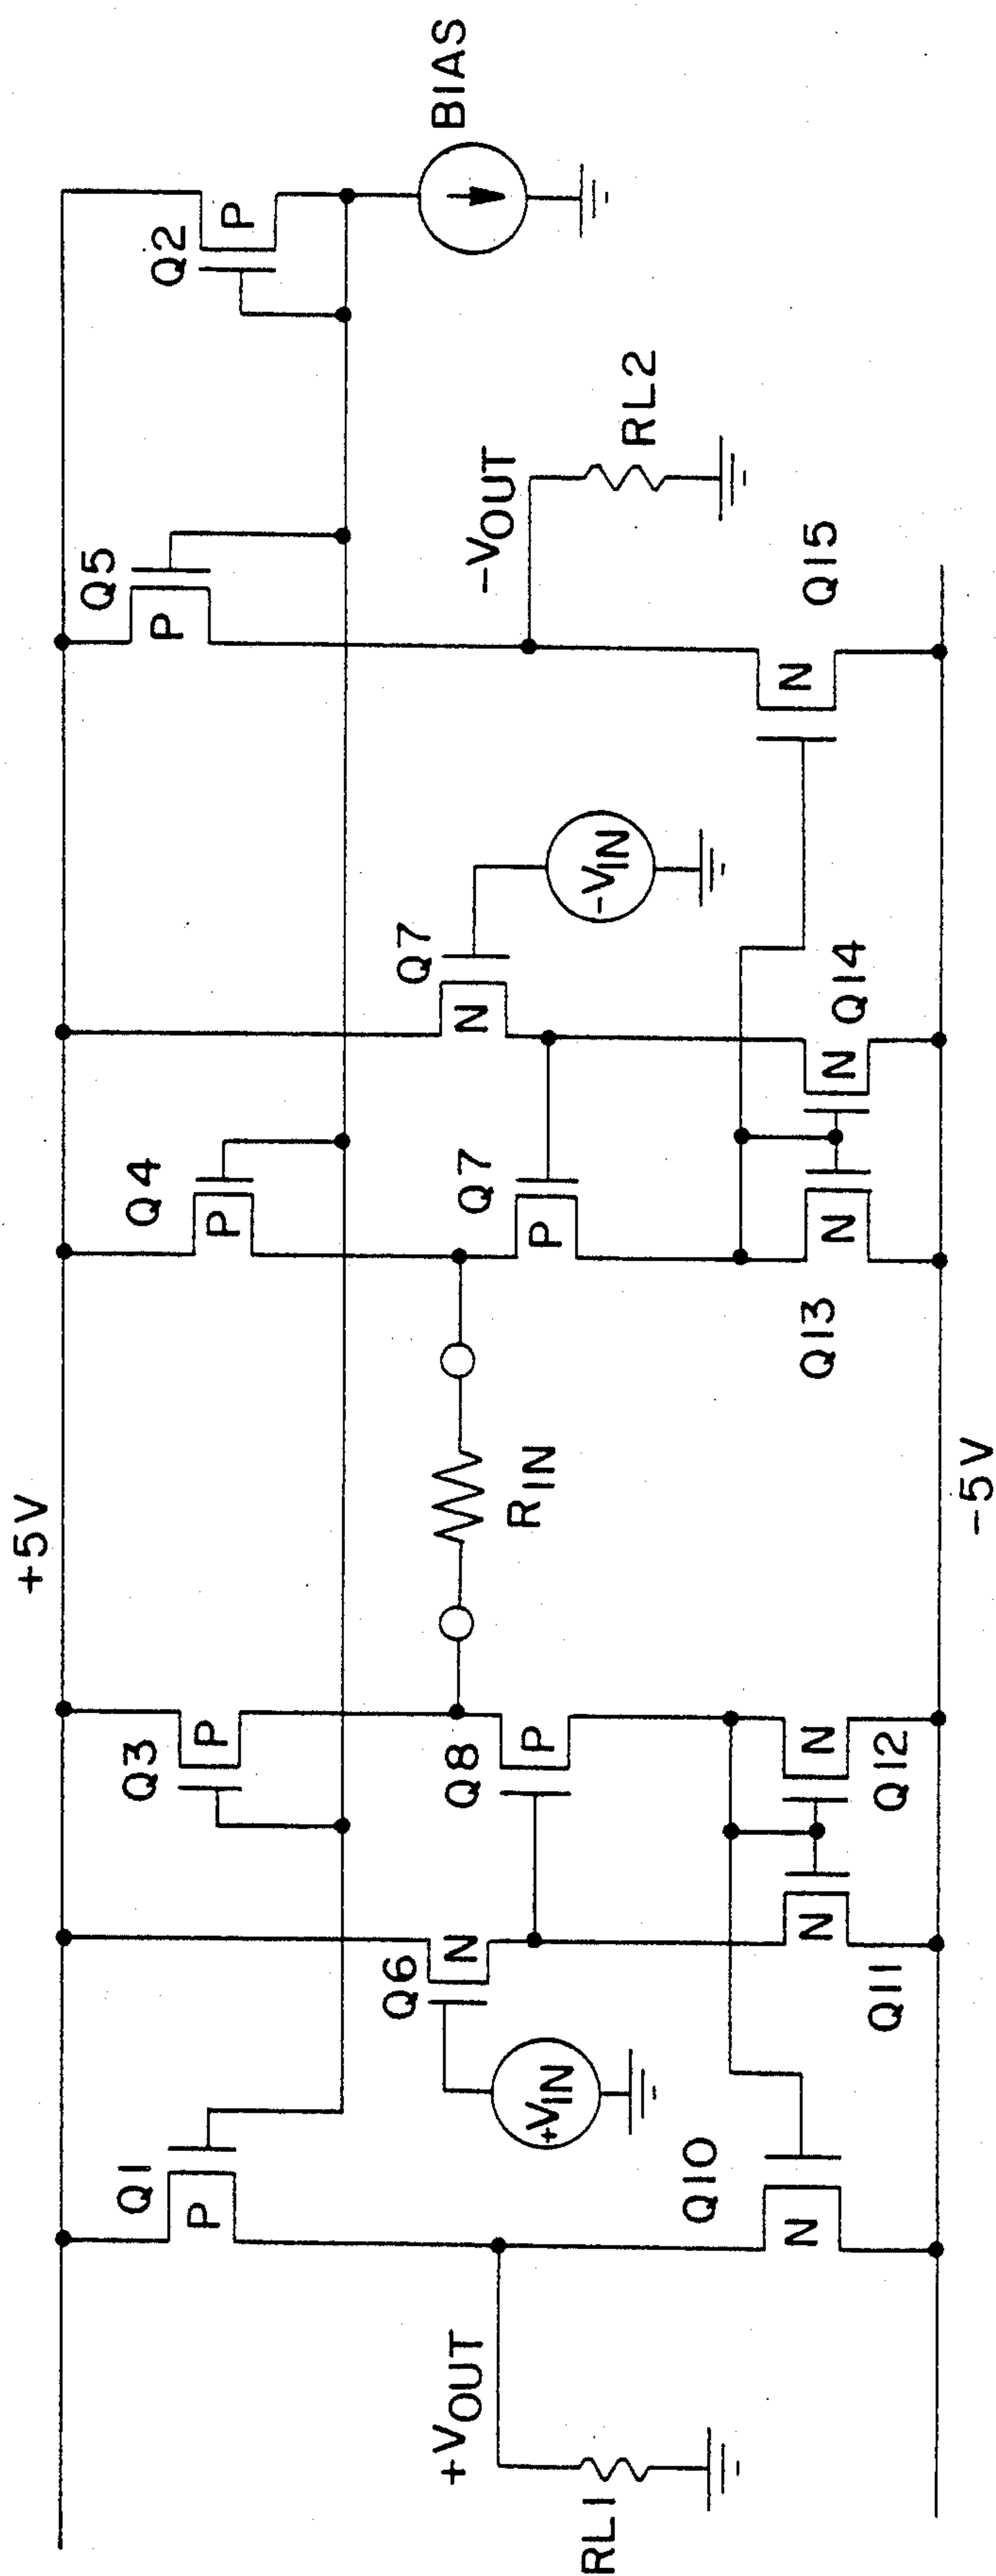 +5V
Q1
P
Q3
P
Q4
P
Q5
P
Q2
P
BIAS
+VOUT
RL1
Q6
N
+VIN
Q8
P
RIN
Q7
P
Q7
N
-VIN
-VOUT
RL2
Q10
N
Q11
N
N
Q12
Q13
N
N
Q14
N
Q15
-5V